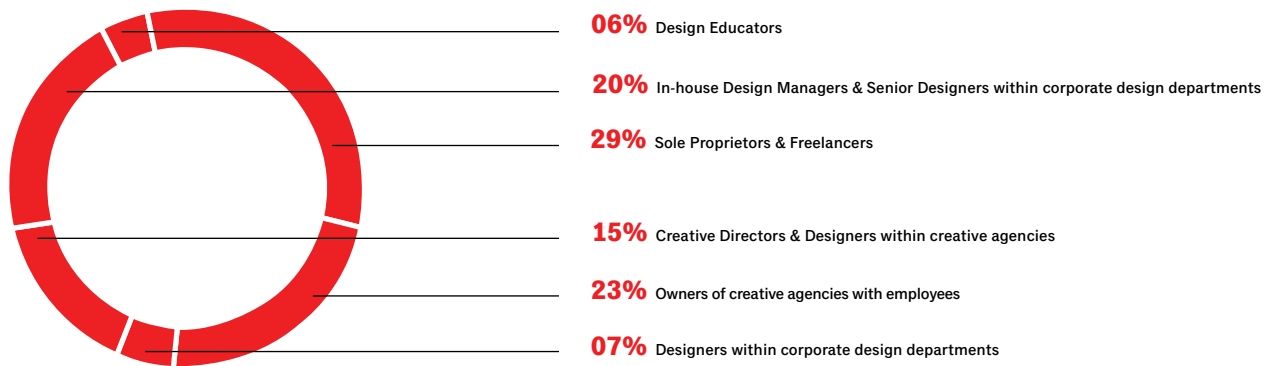 06% Design Educators
20% In-house Design Managers & Senior Designers within corporate design departments
29% Sole Proprietors & Freelancers
15% Creative Directors & Designers within creative agencies
23% Owners of creative agencies with employees
07% Designers within corporate design departments